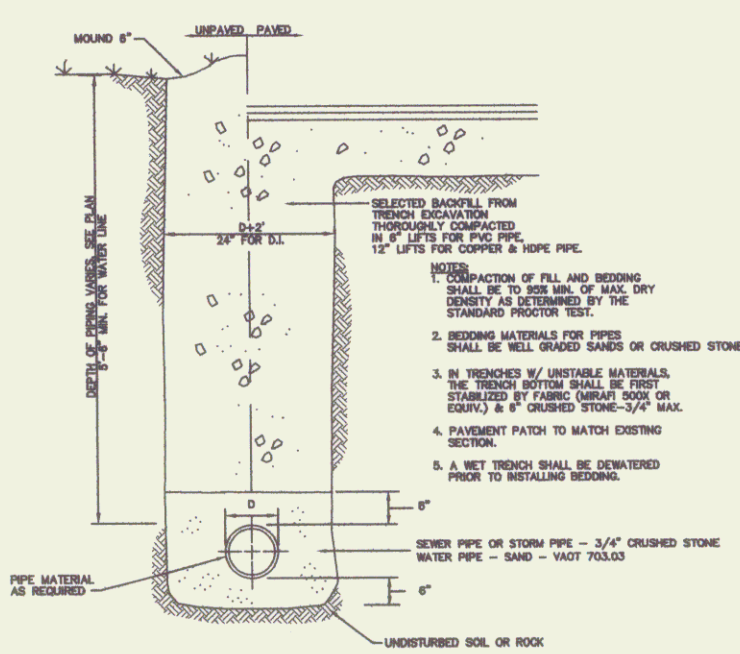 UNPAVED PAVED
MOUND 6"
DEPTH OF PIPING VARIES, SEE PLAN
5'-6" MIN. FOR WATER LINE
SELECTED BACKFILL FROM
TRENCH EXCAVATION
THOROUGHLY COMPACTED
IN 6" LIFTS FOR PVC PIPE,
12" LIFTS FOR COPPER & HDPE PIPE.
D+2'
24" FOR D.I.
NOTES:
1. COMPACTION OF FILL AND BEDDING
SHALL BE TO 95% MIN. OF MAX. DRY
DENSITY AS DETERMINED BY THE
STANDARD PROCTOR TEST.
2. BEDDING MATERIALS FOR PIPES
SHALL BE WELL GRADED SANDS OR CRUSHED STONE
3. IN TRENCHES W/ UNSTABLE MATERIALS,
THE TRENCH BOTTOM SHALL BE FIRST
STABILIZED BY FABRIC (MIRAFI 500X OR
EQUIV.) & 6" CRUSHED STONE-3/4" MAX.
4. PAVEMENT PATCH TO MATCH EXISTING
SECTION.
5. A WET TRENCH SHALL BE DEWATERED
PRIOR TO INSTALLING BEDDING.
D
6"
SEWER PIPE OR STORM PIPE - 3/4" CRUSHED STONE
WATER PIPE - SAND - VAOT 703.03
PIPE MATERIAL
AS REQUIRED
6"
UNDISTURBED SOIL OR ROCK